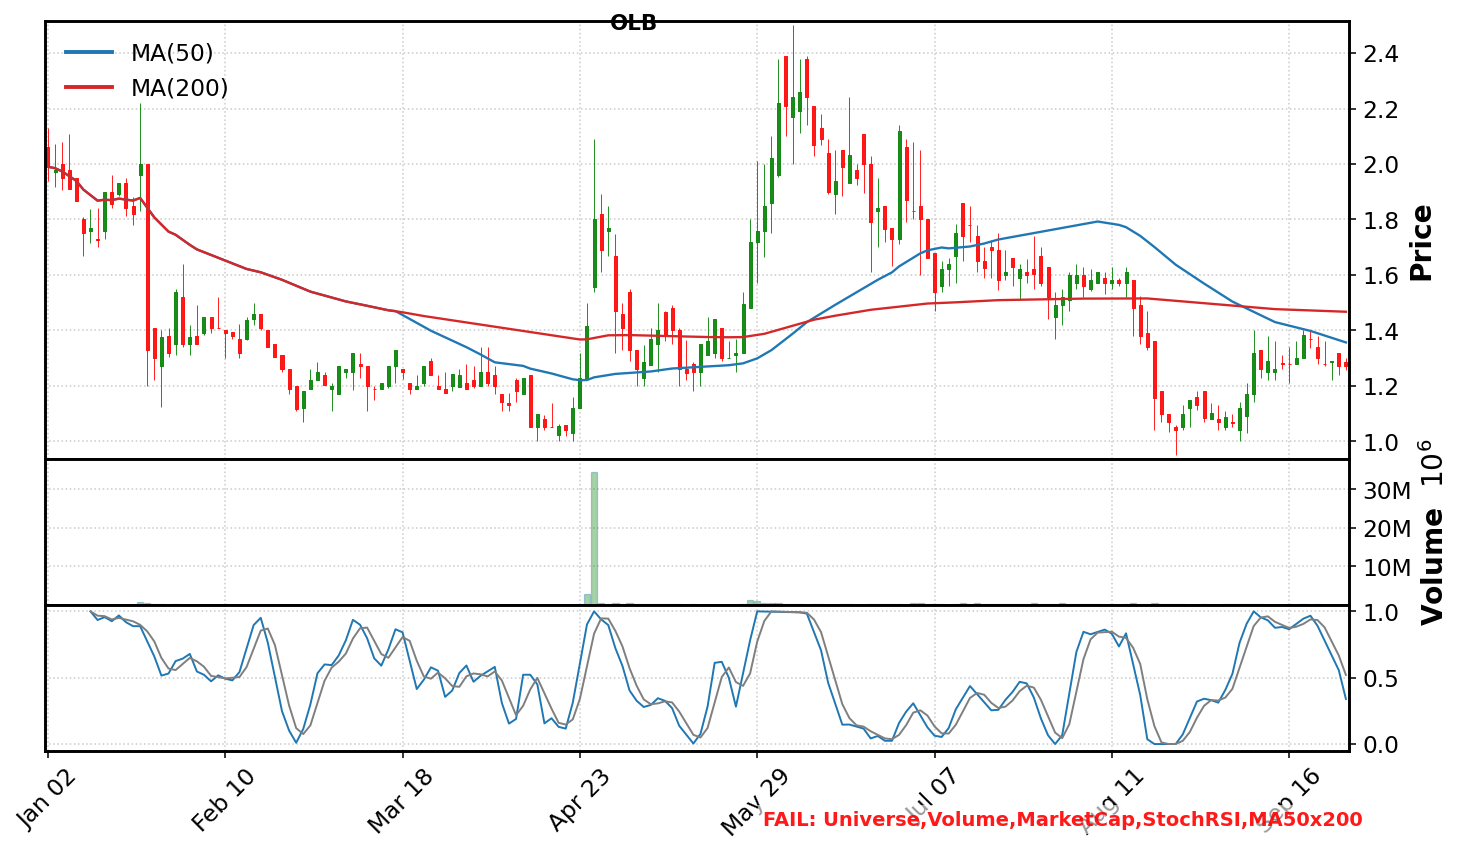 OLB
MA(50)
MA(200)
2.4
2.2
2.0
1.8
1.6
1.4
1.2
1.0
Price
30M
20M
10M
Volume 10^6
1.0
0.5
0.0
Jan 02
Feb 10
Mar 18
Apr 23
May 29
Jul 07
Aug 11
Sep 16
FAIL: Universe,Volume,Marketcap,StochRSI,MA50x200